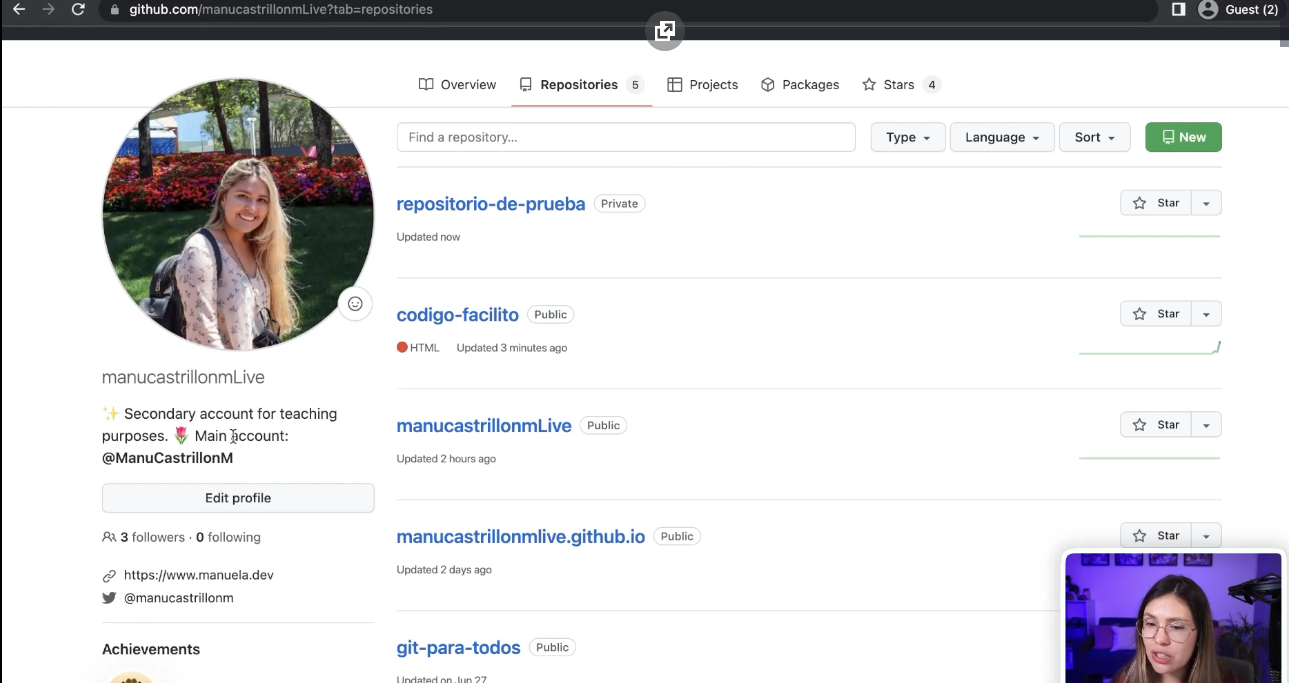 github.com/manucastrillonmLive?tab=repositories
Guest (2)
Overview
Repositories 5
Projects
Packages
Stars 4
Find a repository...
Type
Language
Sort
New
repositorio-de-prueba Private
Star
Updated now
codigo-facilito Public
Star
HTML Updated 3 minutes ago
manucastrillonmLive
✨ Secondary account for teaching
purposes. 🌷 Main account:
@ManuCastrillonM
manucastrillonmLive Public
Star
Updated 2 hours ago
Edit profile
3 followers · 0 following
manucastrillonmlive.github.io Public
Star
Updated 2 days ago
https://www.manuela.dev
@manucastrillonm
Achievements
git-para-todos Public
Updated on Jun 27